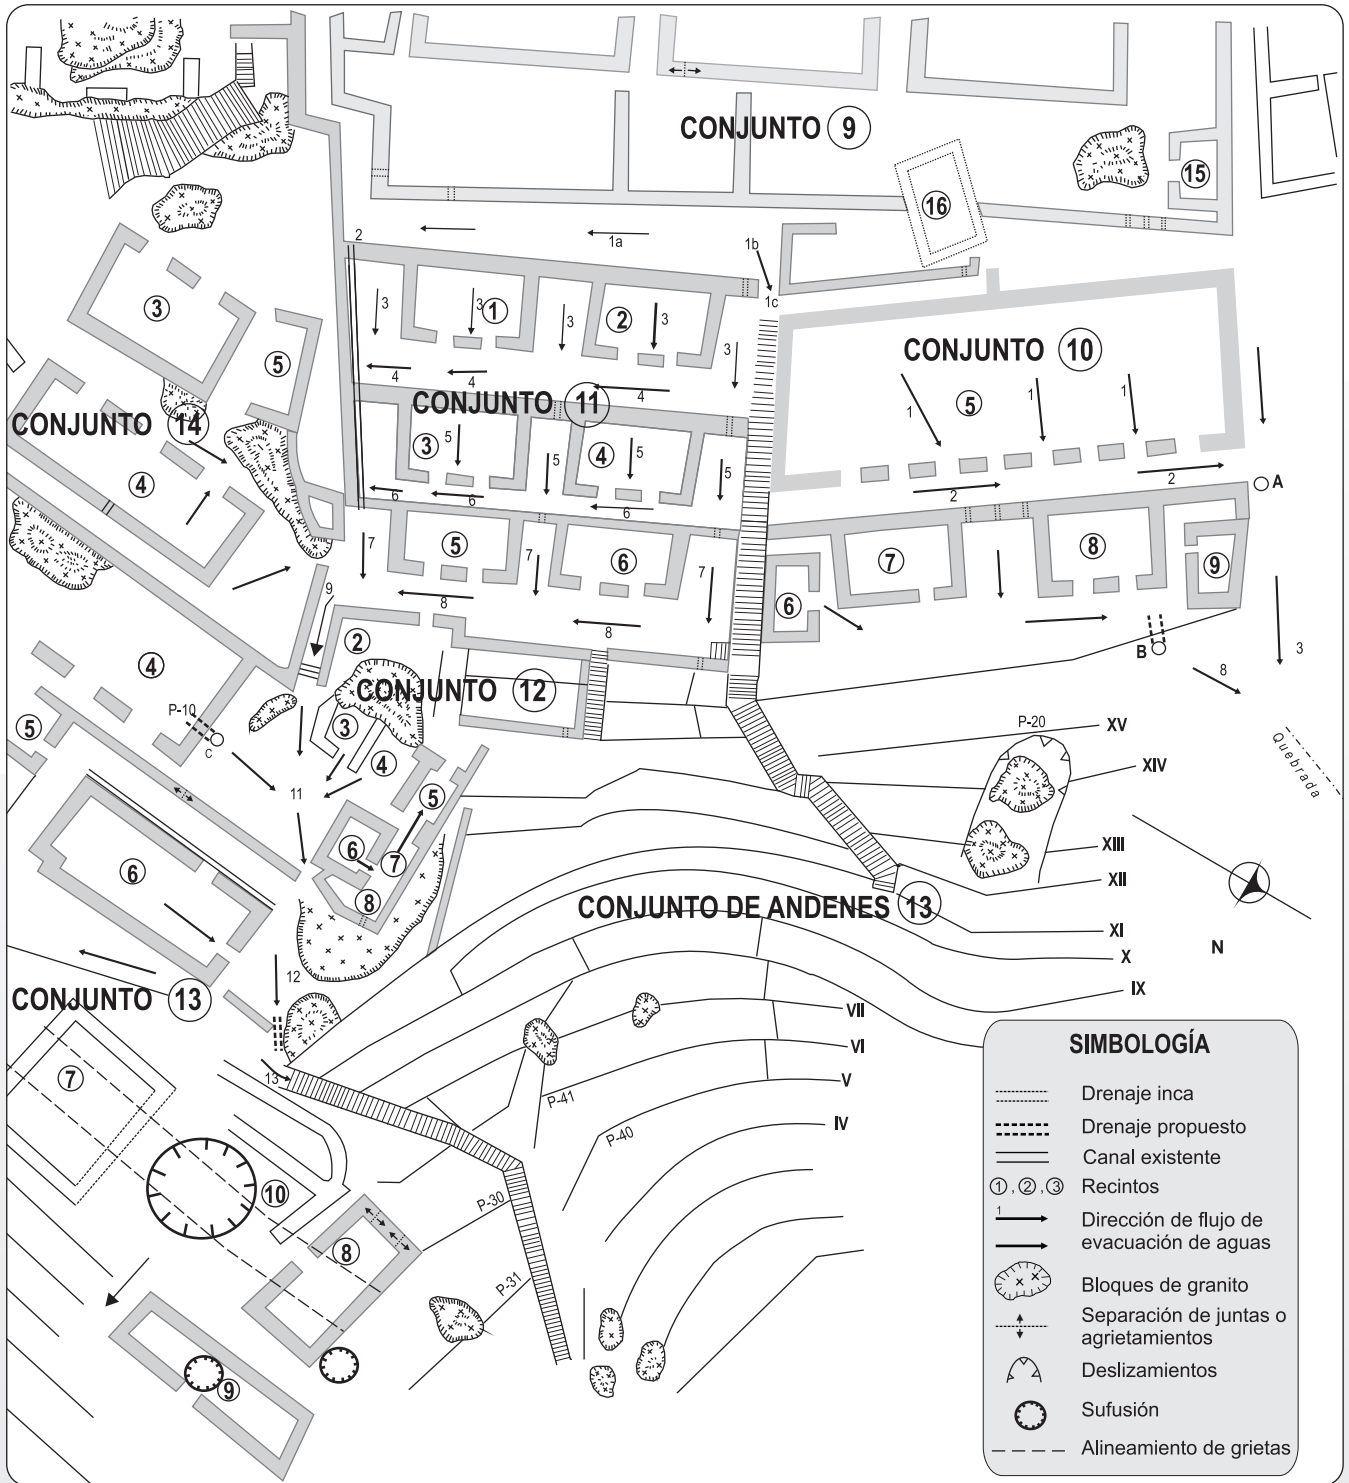 CONJUNTO 9
15
16
2
1a
1b
1c
3
3
3
3
3
1
2
3
5
CONJUNTO 10
1
1
1
5
4
4
4
CONJUNTO 11
CONJUNTO 14
3
5
5
4
5
5
4
6
6
6
2
2
A
7
5
7
6
7
7
8
9
6
9
8
8
2
B
8
3
4
CONJUNTO 12
P-10
5
C
3
4
11
5
P-20
XV
XIV
Quebrada
6
6
7
8
XIII
XII
CONJUNTO DE ANDENES 13
XI
X
N
12
IX
CONJUNTO 13
VII
VI
V
IV
7
13
P-41
P-40
10
P-30
8
P-31
9
SIMBOLOGÍA
Drenaje inca
Drenaje propuesto
Canal existente
1, 2, 3 Recintos
1 Dirección de flujo de
evacuación de aguas
Bloques de granito
Separación de juntas o
agrietamientos
Deslizamientos
Sufusión
Alineamiento de grietas